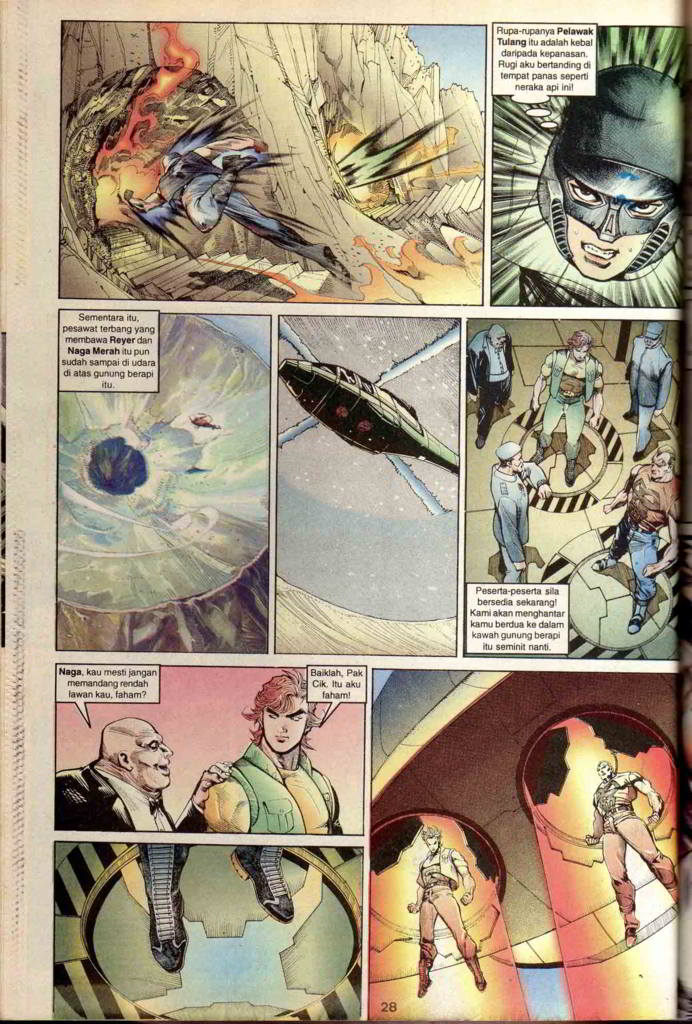 Rupa-rupanya Pelawak
Tulang itu adalah kebal
daripada kepanasan.
Rugi aku bertanding di
tempat panas seperti
neraka api ini!
Sementara itu,
pesawat terbang yang
membawa Reyer dan
Naga Merah itu pun
sudah sampai di udara
di atas gunung berapi
itu.
Peserta-peserta sila
bersedia sekarang!
Kami akan menghantar
kamu berdua ke dalam
kawah gunung berapi
itu seminit nanti.
Naga, kau mesti jangan
memandang rendah
lawan kau, faham?
Baiklah, Pak
Cik. Itu aku
faham!
28